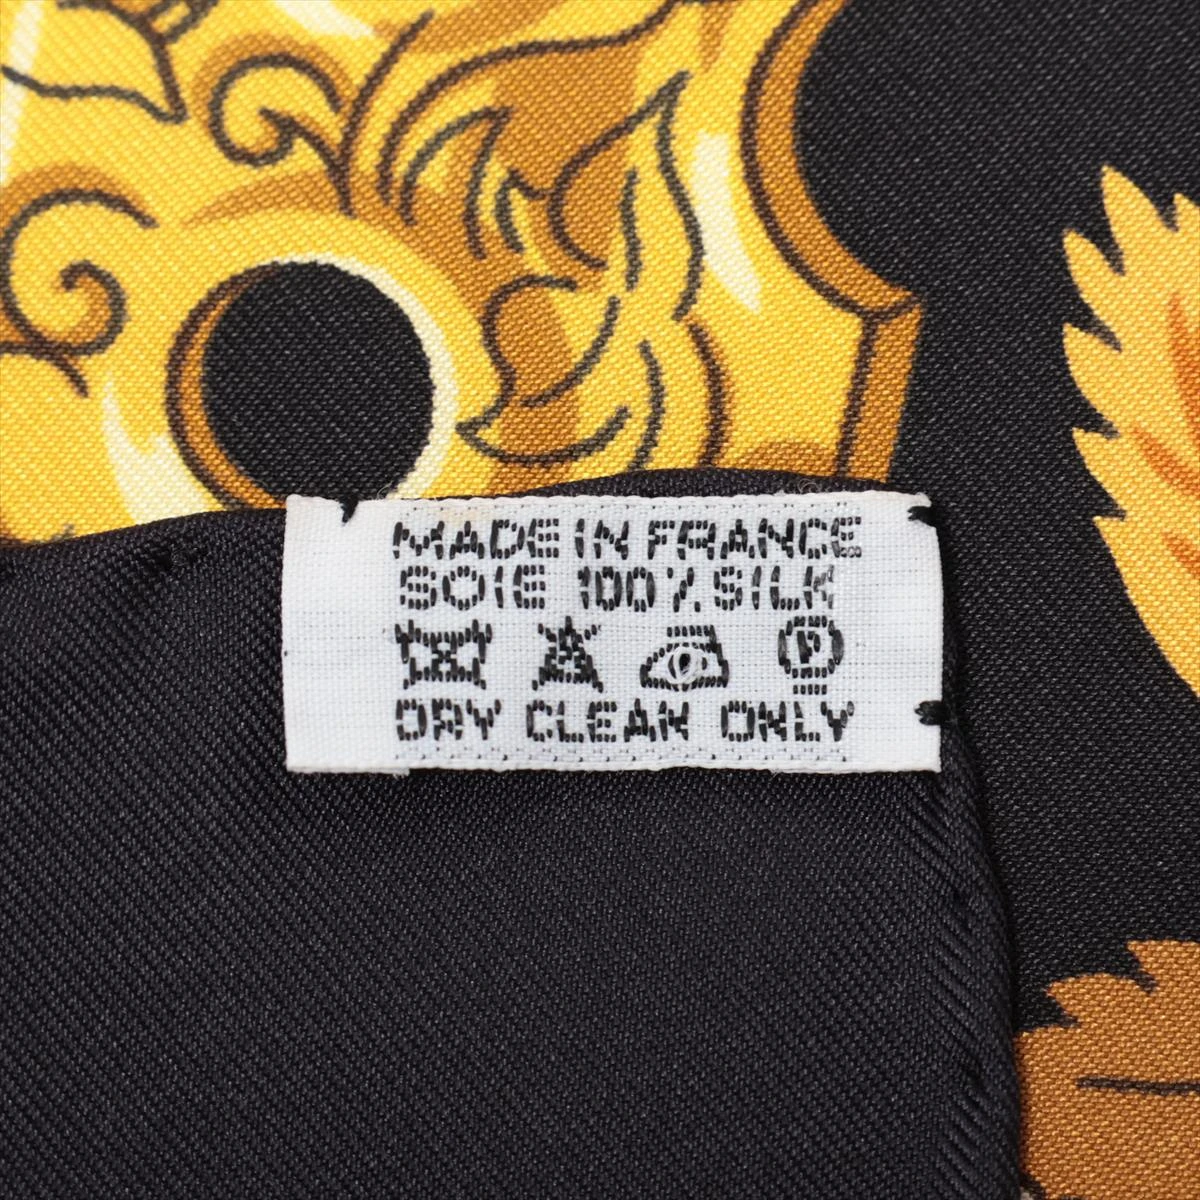 MADE IN FRANCE
SOIE 100% SILK
P
DRY CLEAN ONLY